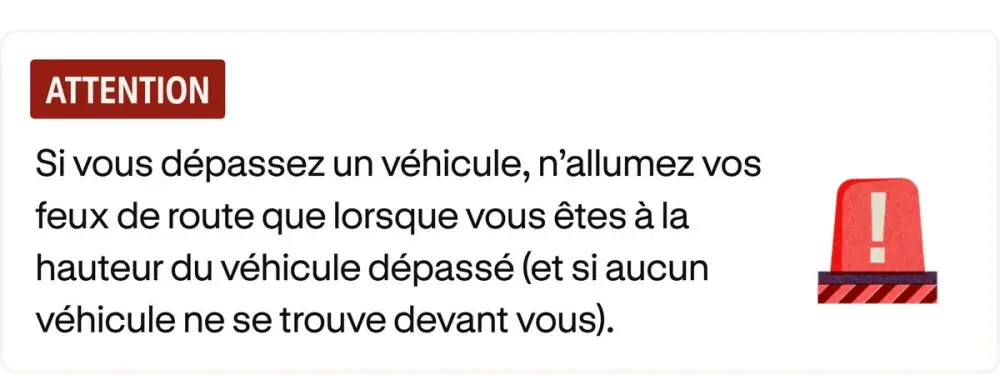 ATTENTION
Si vous dépassez un véhicule, n’allumez vos
feux de route que lorsque vous êtes à la
hauteur du véhicule dépassé (et si aucun
véhicule ne se trouve devant vous).
!